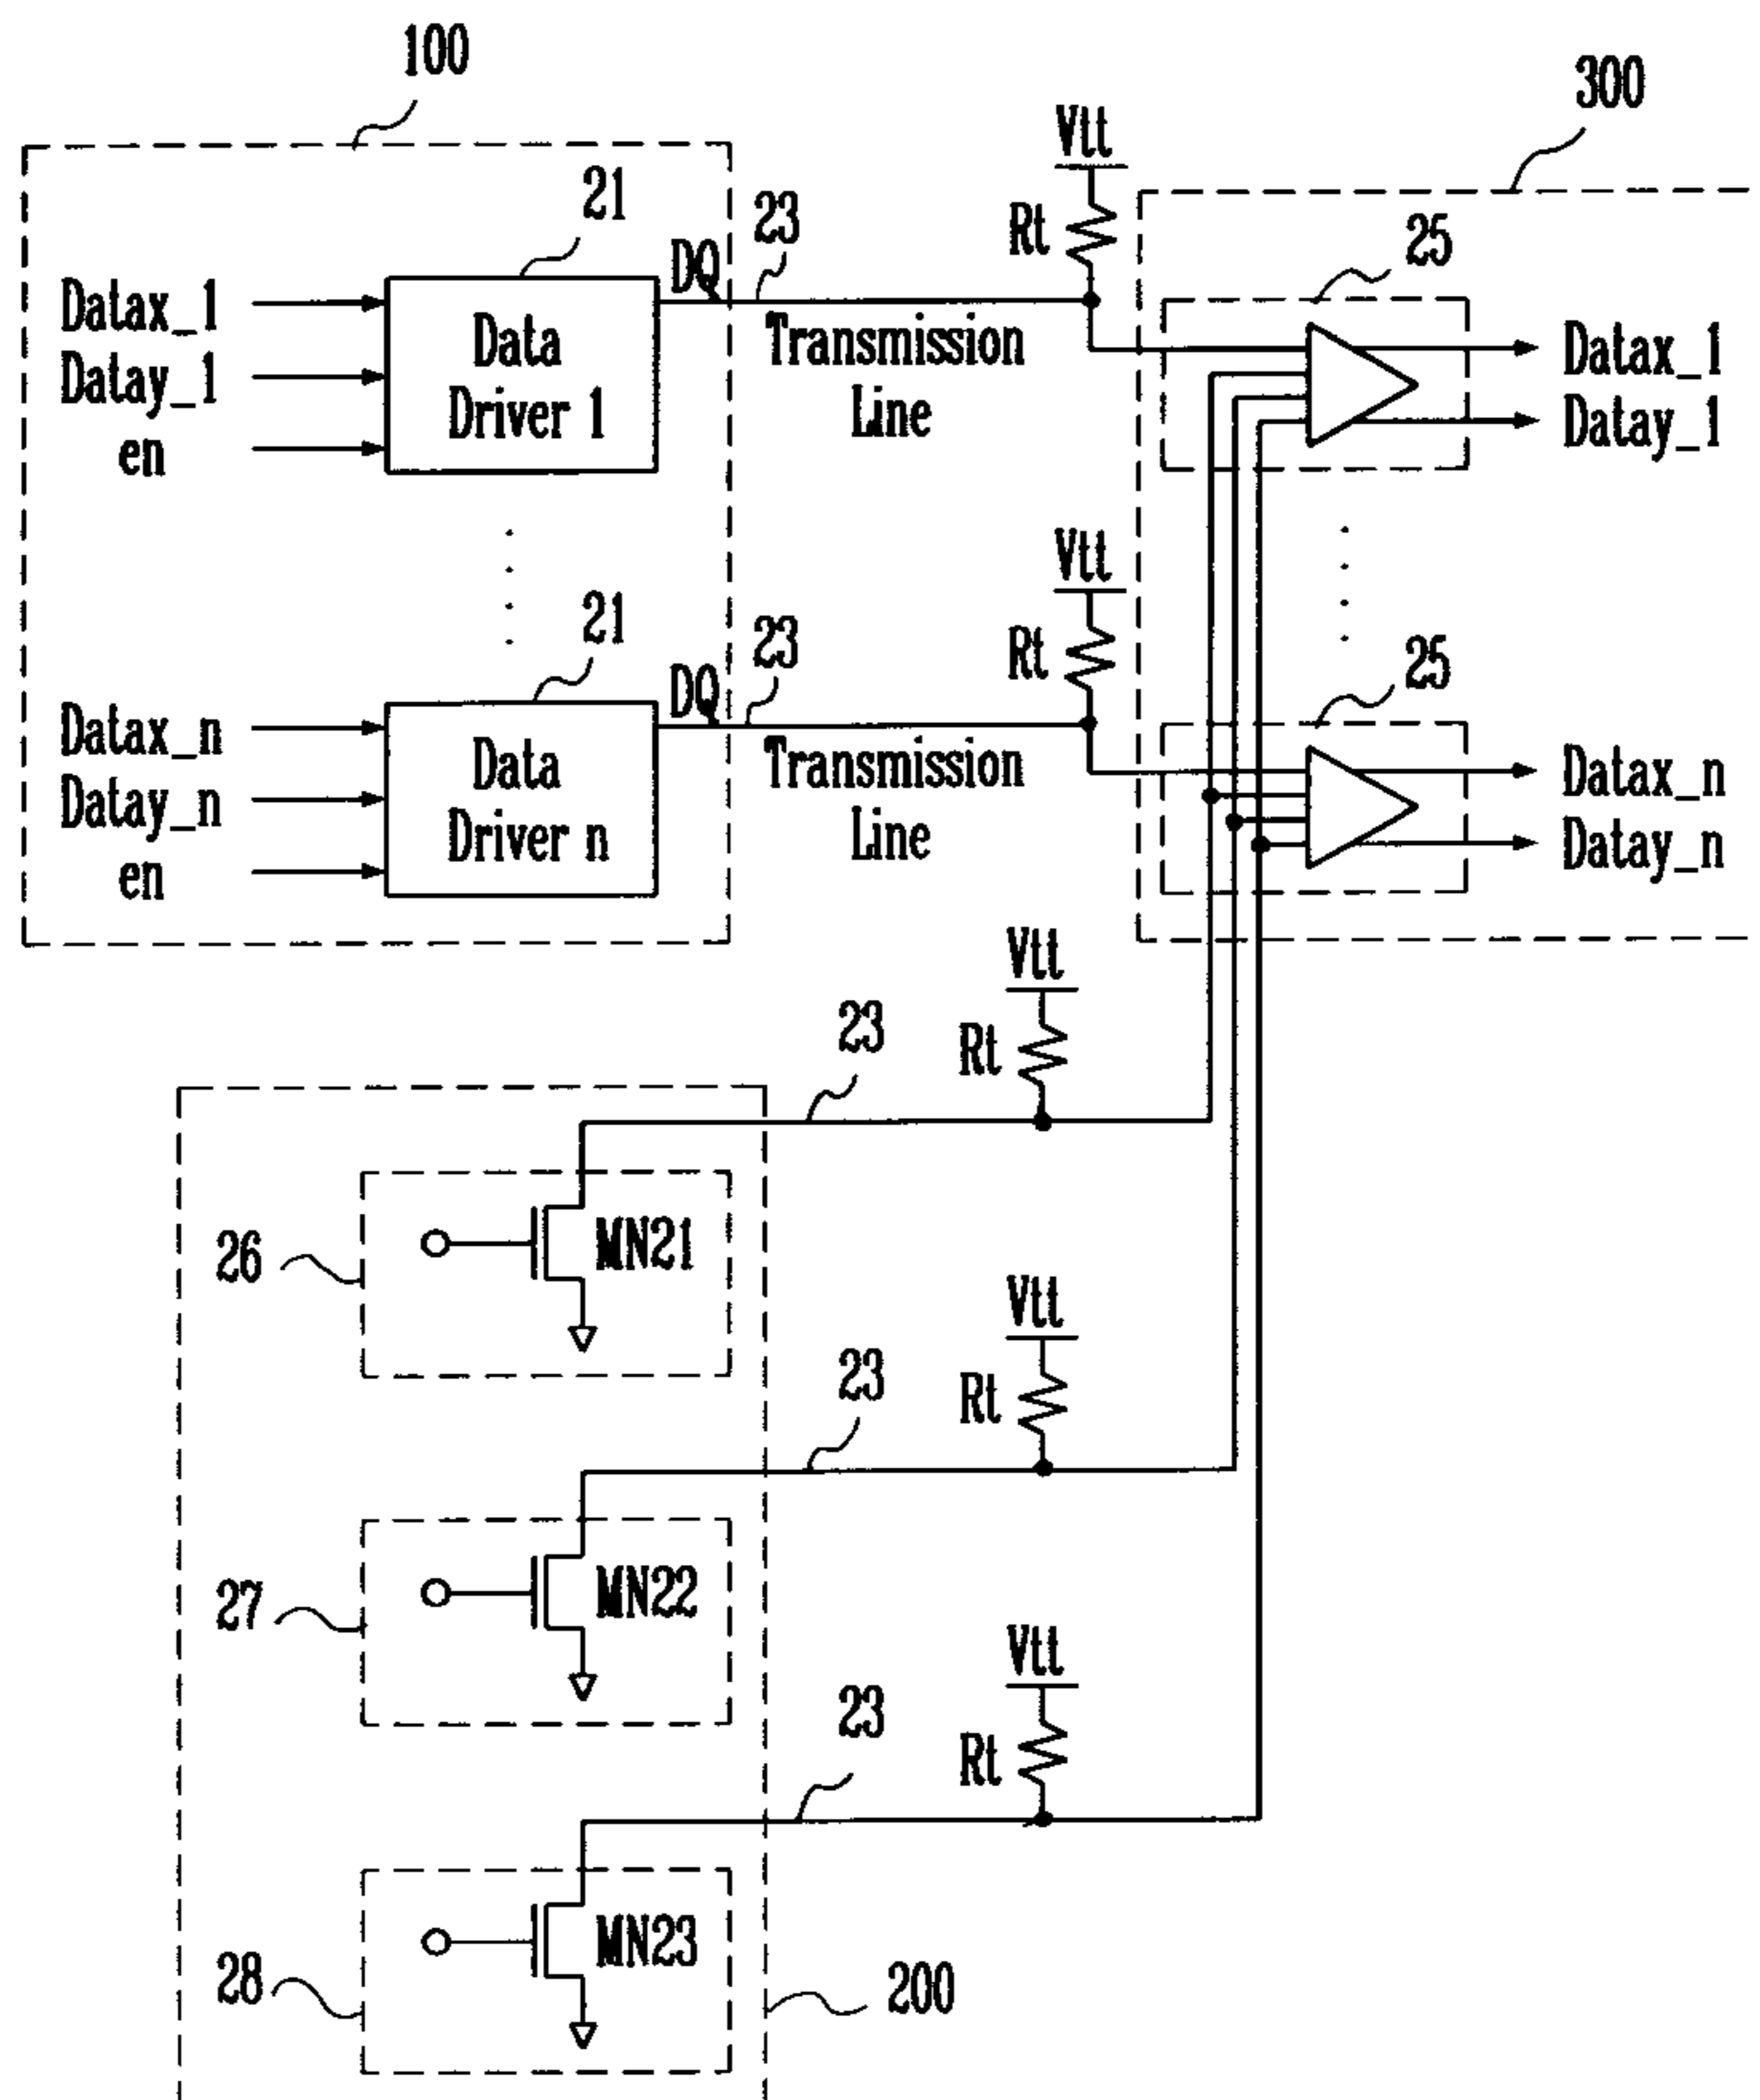 100
300
Vtt
21
23
Rt
25
DQ
Datax_1
Datay_1
en
Data
Driver 1
Transmission
Line
Datax_1
Datay_1
Vtt
21
23
Rt
25
DQ
Datax_n
Datay_n
en
Data
Driver n
Transmission
Line
Datax_n
Datay_n
Vtt
23
Rt
26
MN21
Vtt
23
Rt
27
MN22
Vtt
23
Rt
28
MN23
200